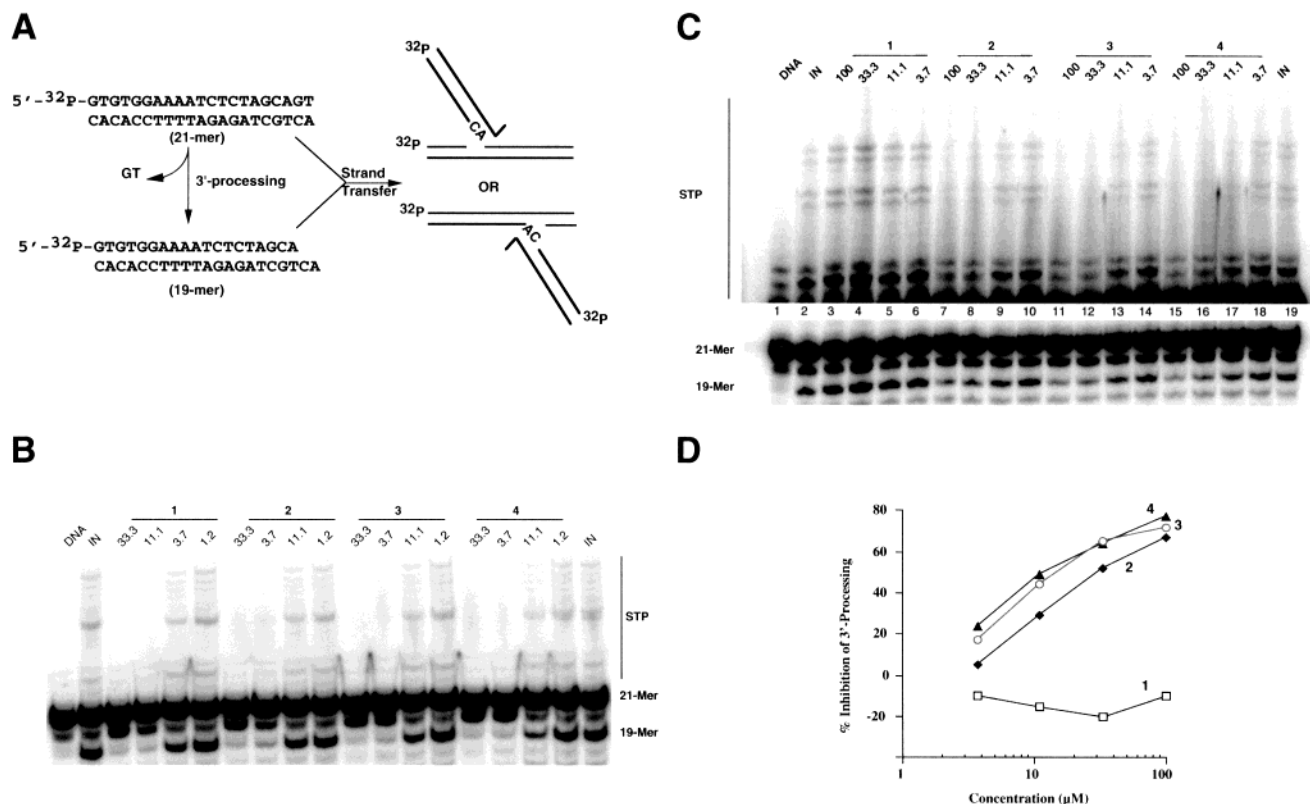 A
5'-32P-GTGTGGAAAATCTCTAGCAGT
CACACCTTTTAGAGATCGTCA
(21-mer)
GT
3'-processing
5'-32P-GTGTGGAAAATCTCTAGCA
CACACCTTTTAGAGATCGTCA
(19-mer)
Strand
Transfer
32P
CA
32P
OR
32P
AC
32P
B
1 2 3 4
DNA IN 33.3 11.1 3.7 1.2 33.3 3.7 11.1 1.2 33.3 3.7 11.1 1.2 33.3 3.7 11.1 1.2 IN
STP
21-Mer
19-Mer
C
1 2 3 4
DNA IN 100 33.3 11.1 3.7 100 33.3 11.1 3.7 100 33.3 11.1 3.7 100 33.3 11.1 3.7 IN
STP
1 2 3 4 5 6 7 8 9 10 11 12 13 14 15 16 17 18 19
21-Mer
19-Mer
D
% Inhibition of 3'-Processing
80
60
40
20
0
-20
4
3
2
1
1 10 100
Concentration (µM)